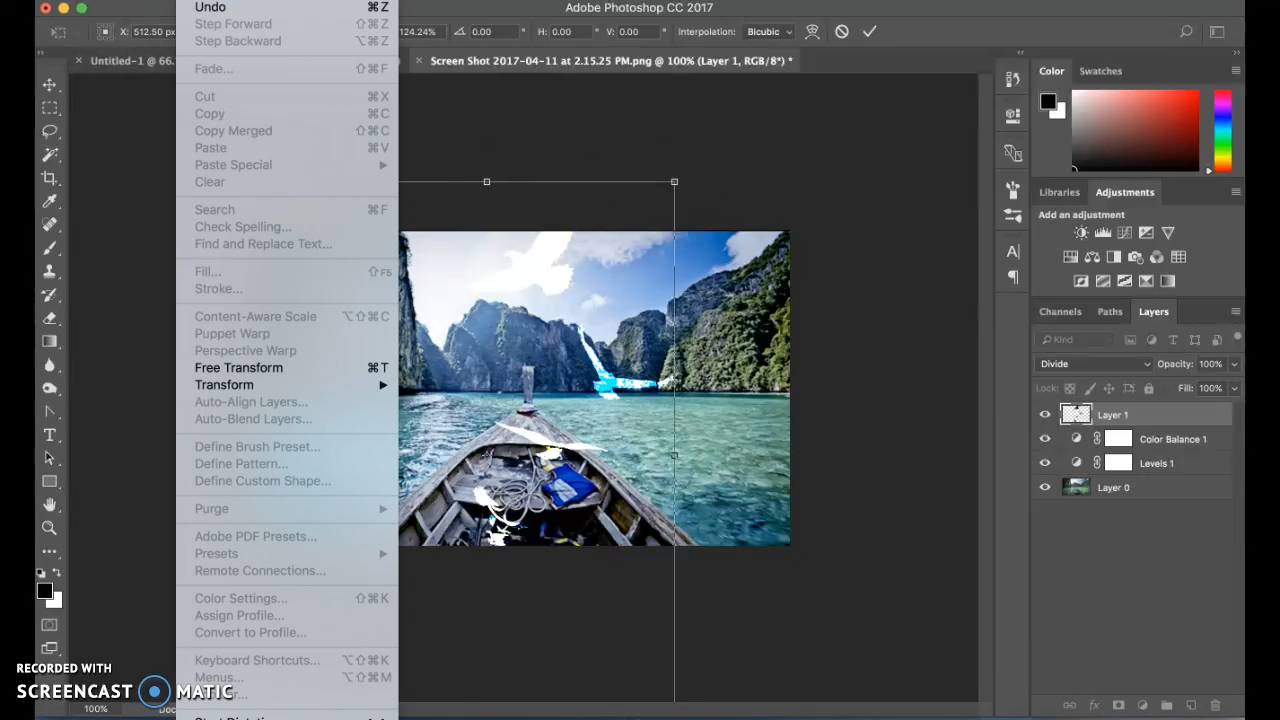 Adobe Photoshop CC 2017
X: 512.50 px
124.24%
0.00 °
H: 0.00 °
V: 0.00 °
Interpolation: Bicubic
× Untitled-1 @ 66.
× Screen Shot 2017-04-11 at 2.15.25 PM.png @ 100% (Layer 1, RGB/8*) *
Undo ⌘Z
Step Forward ⇧⌘Z
Step Backward ⌥⌘Z
Fade... ⇧⌘F
Cut ⌘X
Copy ⌘C
Copy Merged ⇧⌘C
Paste ⌘V
Paste Special
Clear
Search ⌘F
Check Spelling...
Find and Replace Text...
Fill... ⇧F5
Stroke...
Content-Aware Scale ⌥⇧⌘C
Puppet Warp
Perspective Warp
Free Transform ⌘T
Transform
Auto-Align Layers...
Auto-Blend Layers...
Define Brush Preset...
Define Pattern...
Define Custom Shape...
Purge
Adobe PDF Presets...
Presets
Remote Connections...
Color Settings... ⇧⌘K
Assign Profile...
Convert to Profile...
Keyboard Shortcuts... ⌥⇧⌘K
Menus... ⌥⇧⌘M
Color Swatches
Libraries Adjustments
Add an adjustment
Channels Paths Layers
Kind
Divide Opacity: 100%
Lock: Fill: 100%
Layer 1
Color Balance 1
Levels 1
Layer 0
RECORDED WITH
SCREENCAST MATIC
100%